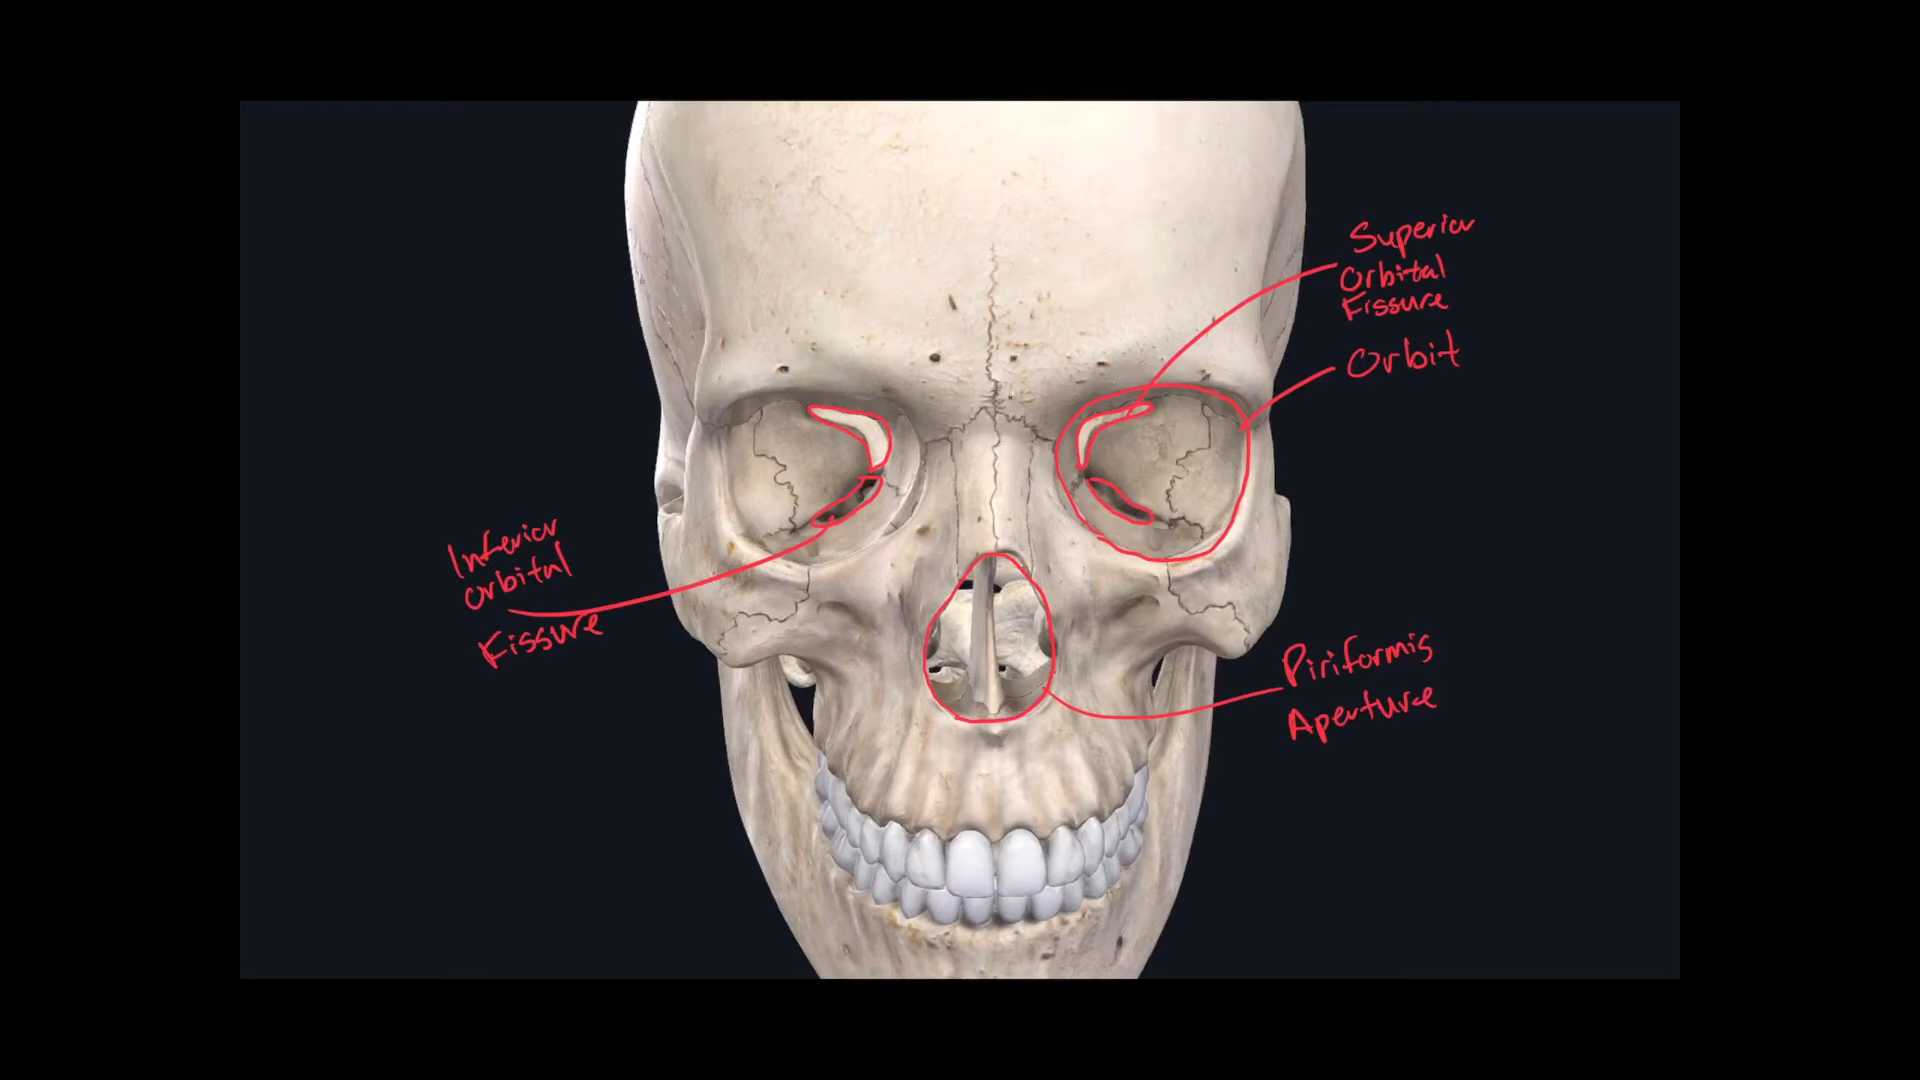 Superior
Orbital
Fissure
Orbit
Inferior
orbital
Fissure
Piriformis
Aperture